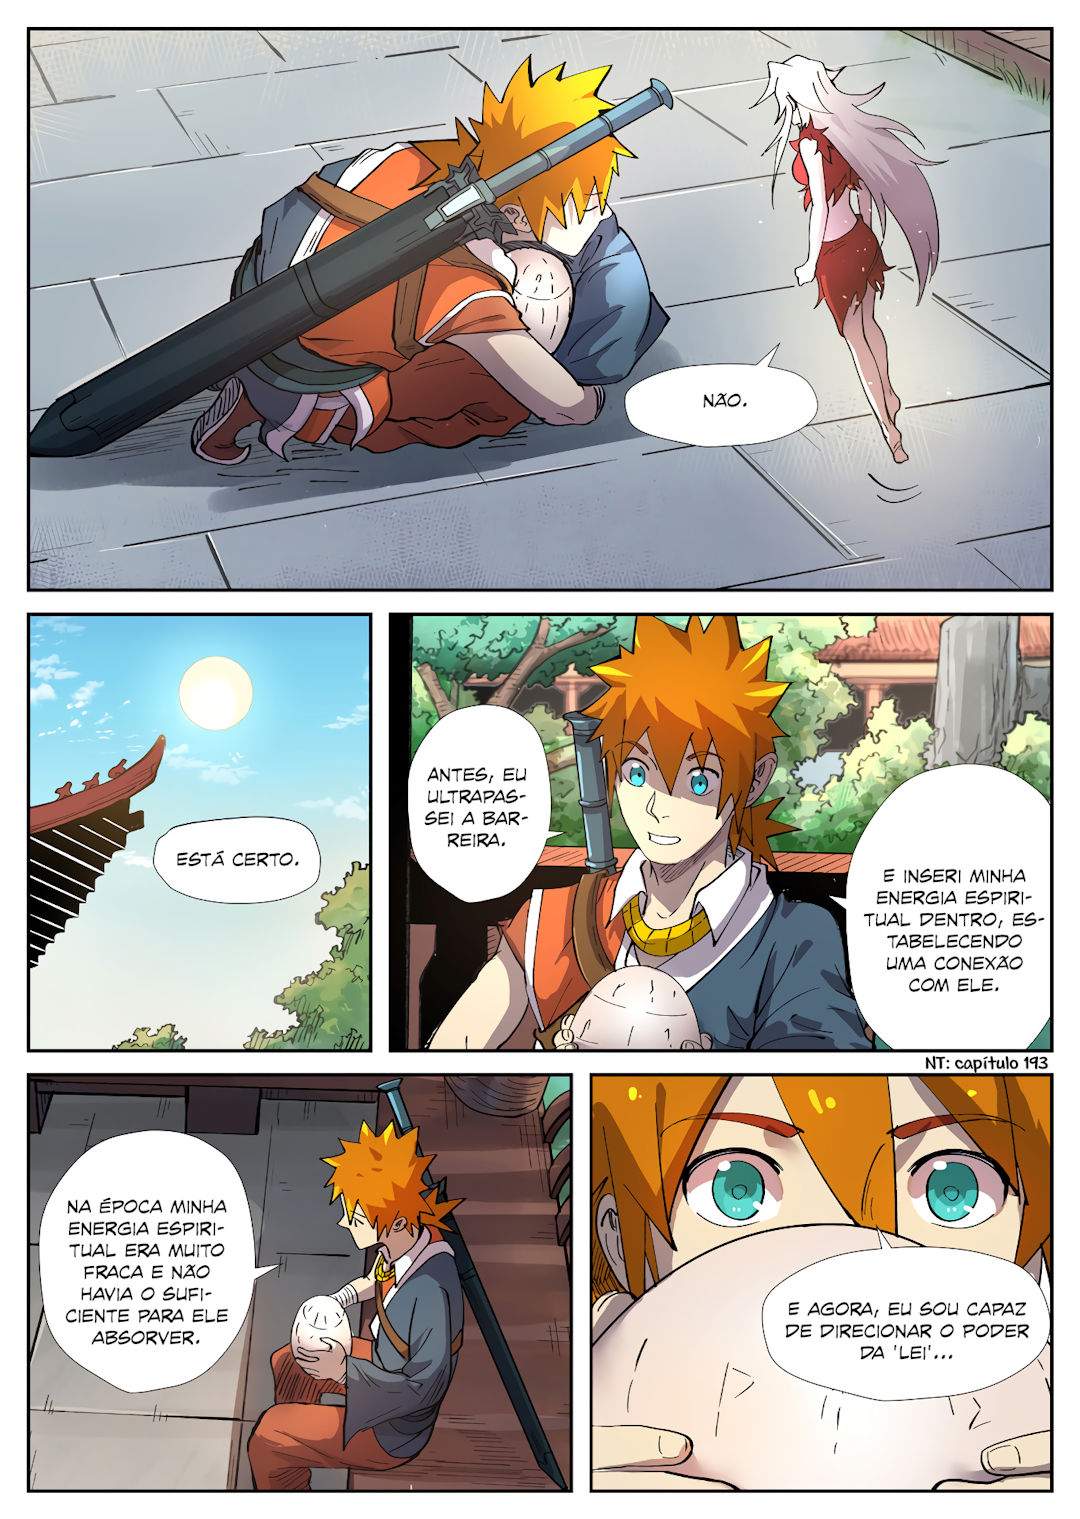 NÃO.
ESTÁ CERTO.
ANTES, EU
ULTRAPAS-
SEI A BAR-
REIRA.
E INSERI MINHA
ENERGIA ESPIRI-
TUAL DENTRO, ES-
TABELECENDO
UMA CONEXÃO
COM ELE.
NT: capítulo 193
NA ÉPOCA MINHA
ENERGIA ESPIRI-
TUAL ERA MUITO
FRACA E NÃO
HAVIA O SUFI-
CIENTE PARA ELE
ABSORVER.
E AGORA, EU SOU CAPAZ
DE DIRECIONAR O PODER
DA 'LEI'...